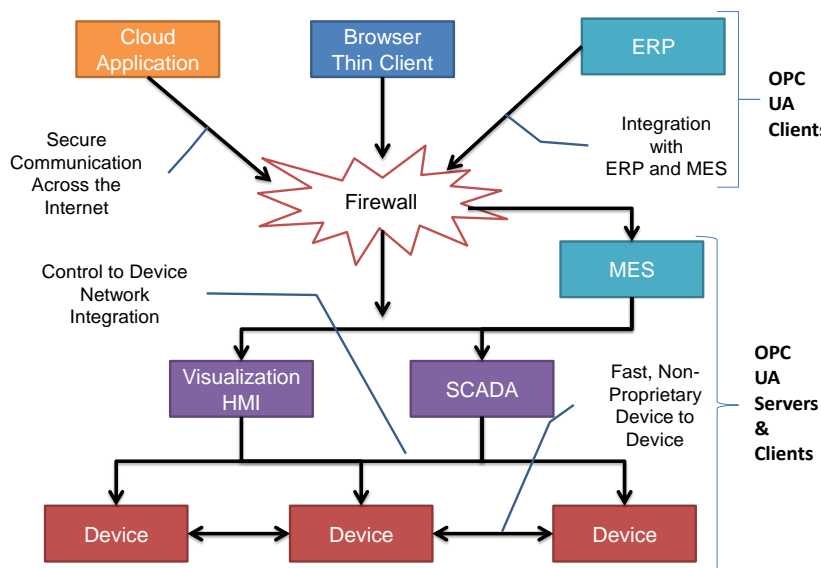 Cloud
Application
Browser
Thin Client
ERP
OPC
UA
Clients
Secure
Communication
Across the
Internet
Integration
with
ERP and MES
Firewall
MES
Control to Device
Network
Integration
Visualization
HMI
SCADA
Fast, Non-
Proprietary
Device to
Device
OPC
UA
Servers
&
Clients
Device
Device
Device